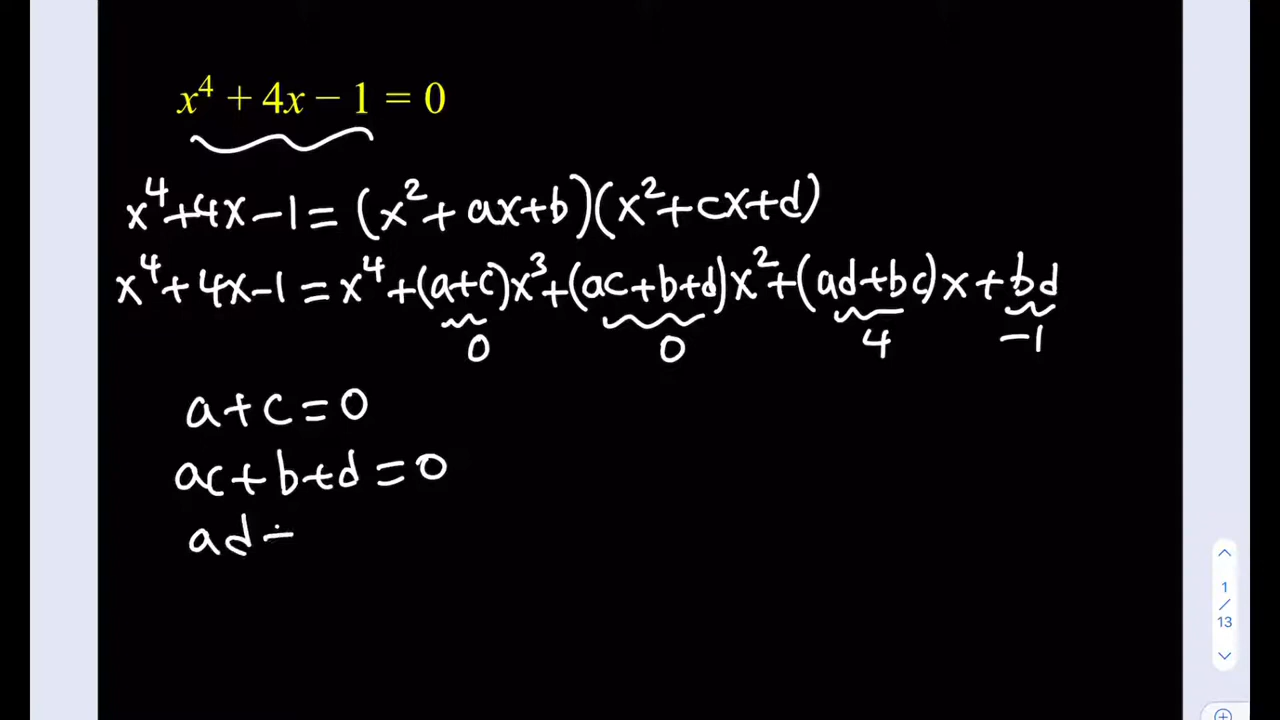 x⁴ + 4x − 1 = 0
x⁴+4x−1=(x²+ax+b)(x²+cx+d)
x⁴+4x−1=x⁴+(a+c)x³+(ac+b+d)x²+(ad+bc)x+bd
0 0 4 −1
a+c=0
ac+b+d=0
ad
1
/
13